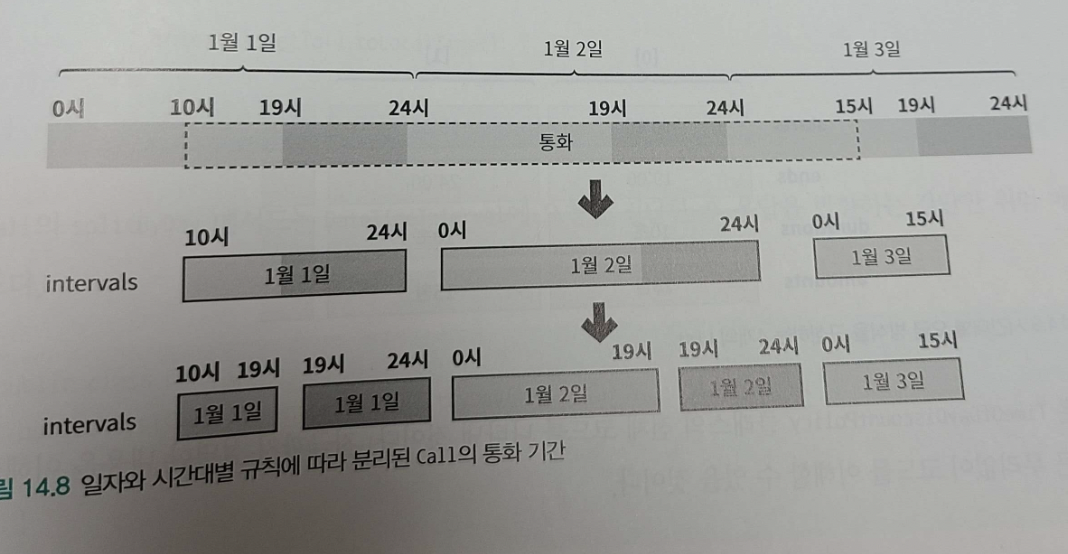 1월 1일 1월 2일 1월 3일
0시 10시 19시 24시 19시 24시 15시 19시 24시
통화
10시 24시 0시 24시 0시 15시
intervals 1월 1일 1월 2일 1월 3일
10시 19시 19시 24시 0시 19시 19시 24시 0시 15시
intervals 1월 1일 1월 1일 1월 2일 1월 2일 1월 3일
림 14.8 일자와 시간대별 규칙에 따라 분리된 Call의 통화 기간